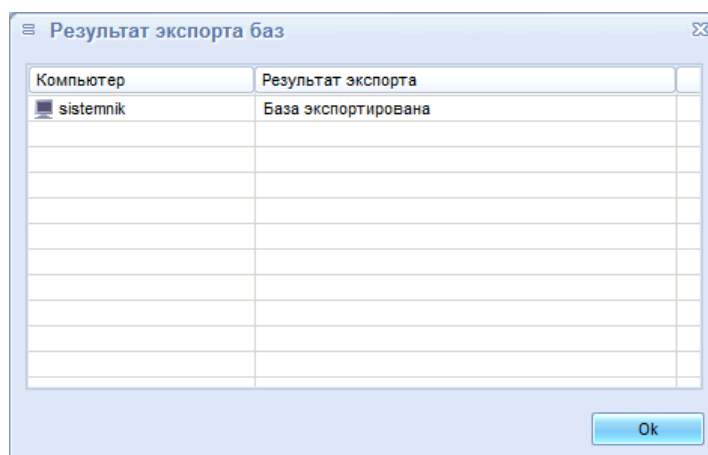 Результат экспорта баз
Компьютер Результат экспорта
sistemnik База экспортирована
Ok